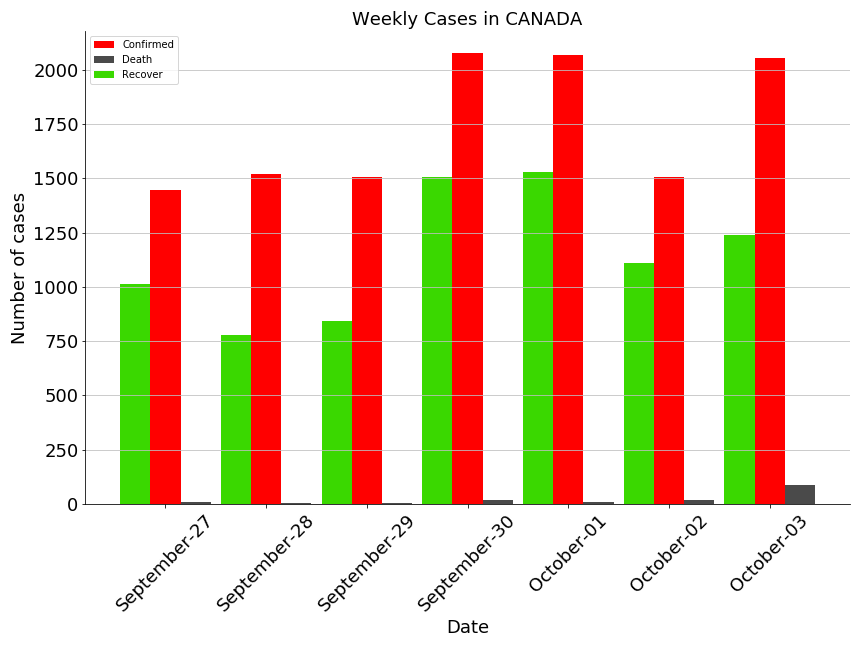 Weekly Cases in CANADA
Confirmed
Death
Recover
Number of cases
2000
1750
1500
1250
1000
750
500
250
0
September-27
September-28
September-29
September-30
October-01
October-02
October-03
Date